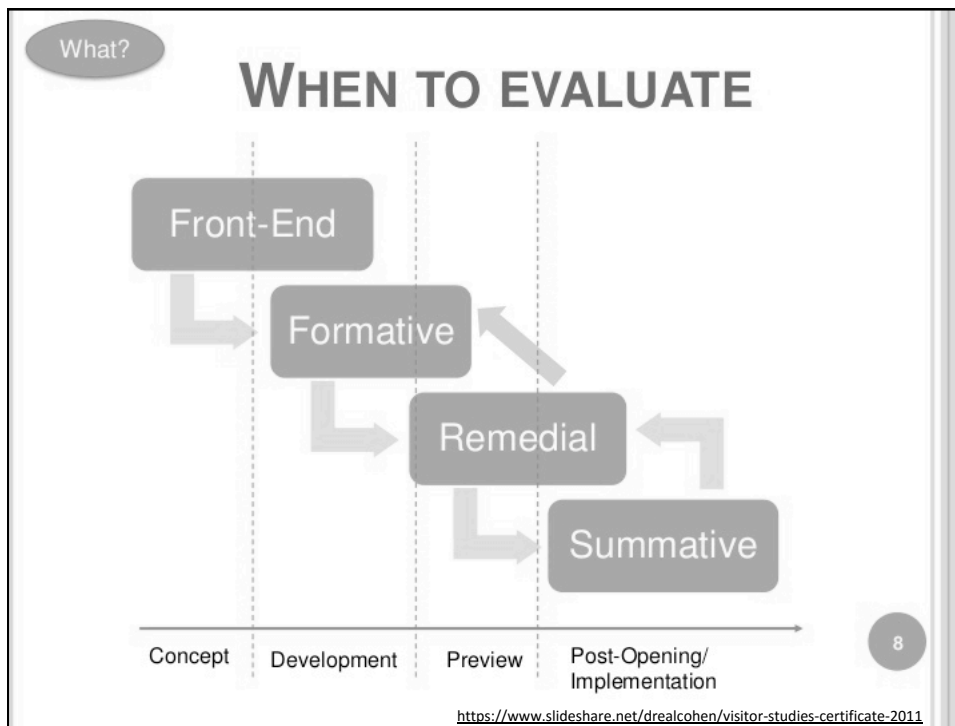 What?
WHEN TO EVALUATE
Front-End
Formative
Remedial
Summative
Concept
Development
Preview
Post-Opening/
Implementation
8
https://www.slideshare.net/drealcohen/visitor-studies-certificate-2011